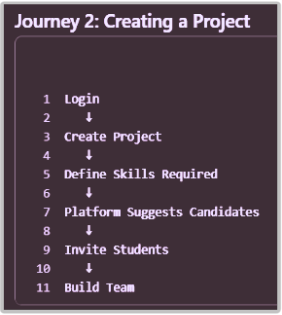 Journey 2: Creating a Project
1 Login
2 ↓
3 Create Project
4 ↓
5 Define Skills Required
6 ↓
7 Platform Suggests Candidates
8 ↓
9 Invite Students
10 ↓
11 Build Team